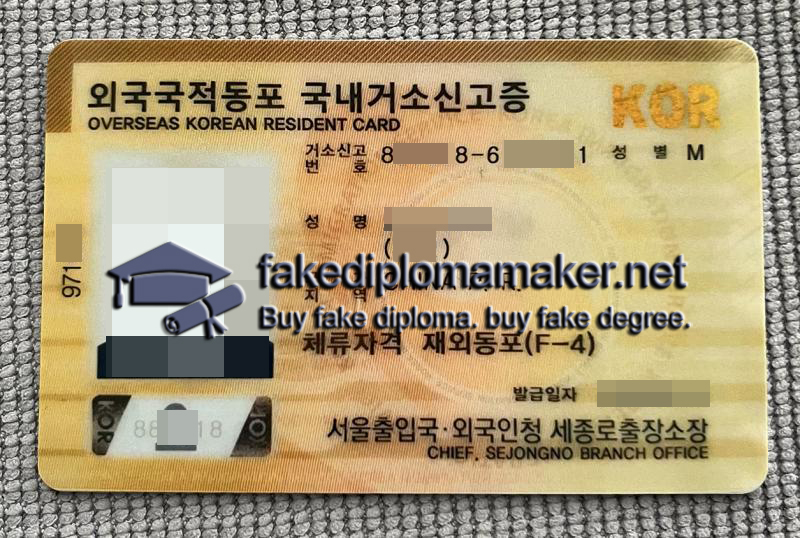 외국국적동포 국내거소신고증
OVERSEAS KOREAN RESIDENT CARD
KOR
거소신고 8 8-6 1 성 별 M
번 호
성 명
( )
971
fakediplomamaker.net
Buy fake diploma. buy fake degree.
체류자격 재외동포(F-4)
발급일자
KOR 88 18
서울출입국·외국인청 세종로출장소장
CHIEF, SEJONGNO BRANCH OFFICE